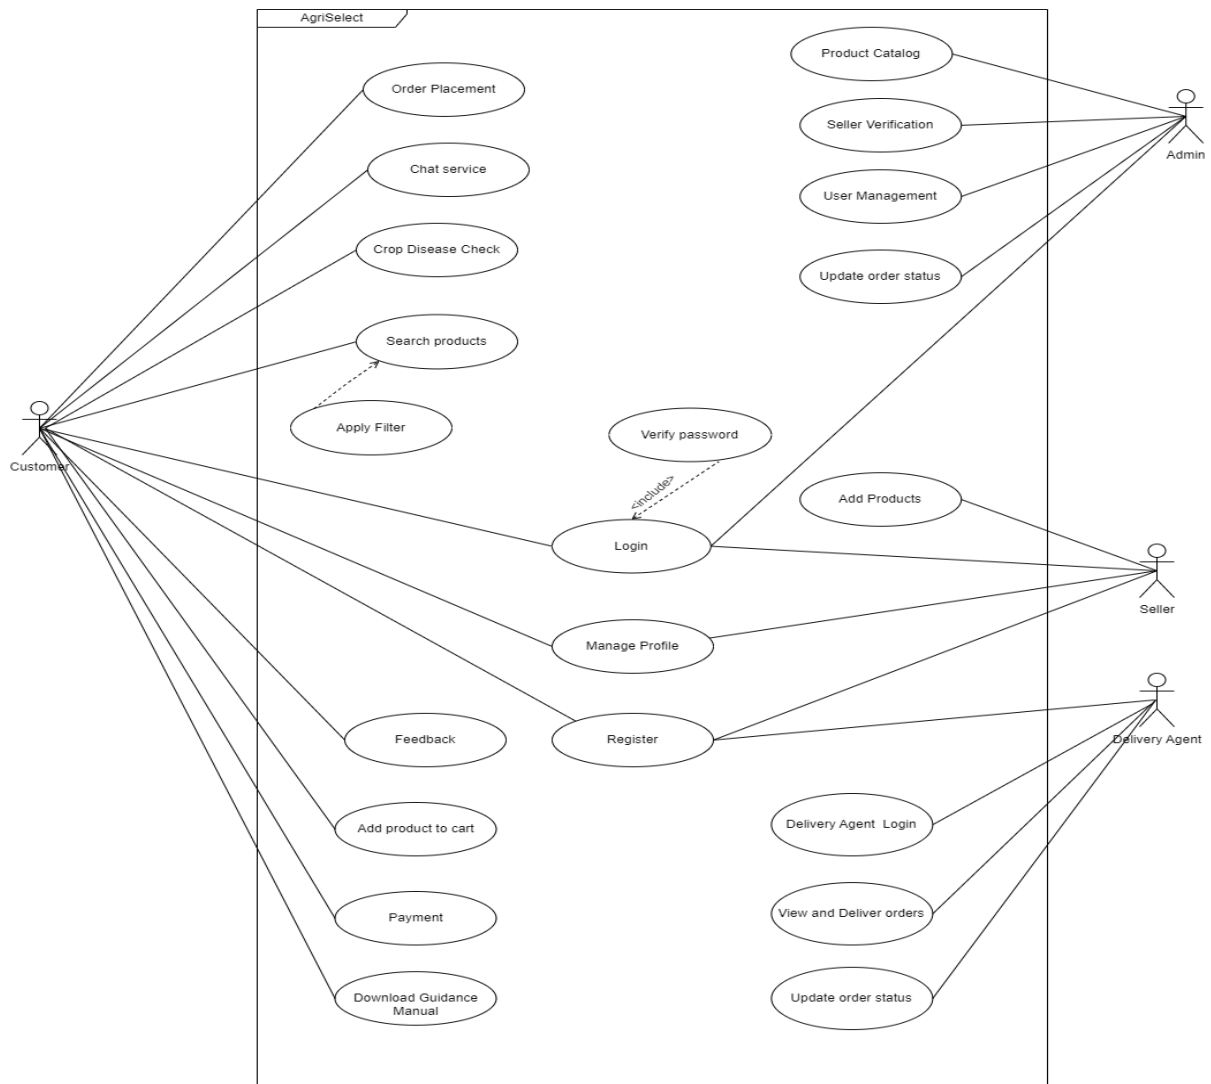 AgriSelect
Product Catalog
Order Placement
Seller Verification
Admin
Chat service
User Management
Crop Disease Check
Update order status
Search products
Apply Filter
Verify password
Customer
<include>
Add Products
Login
Seller
Manage Profile
Feedback
Register
Delivery Agent
Add product to cart
Delivery Agent Login
Payment
View and Deliver orders
Download Guidance
Manual
Update order status